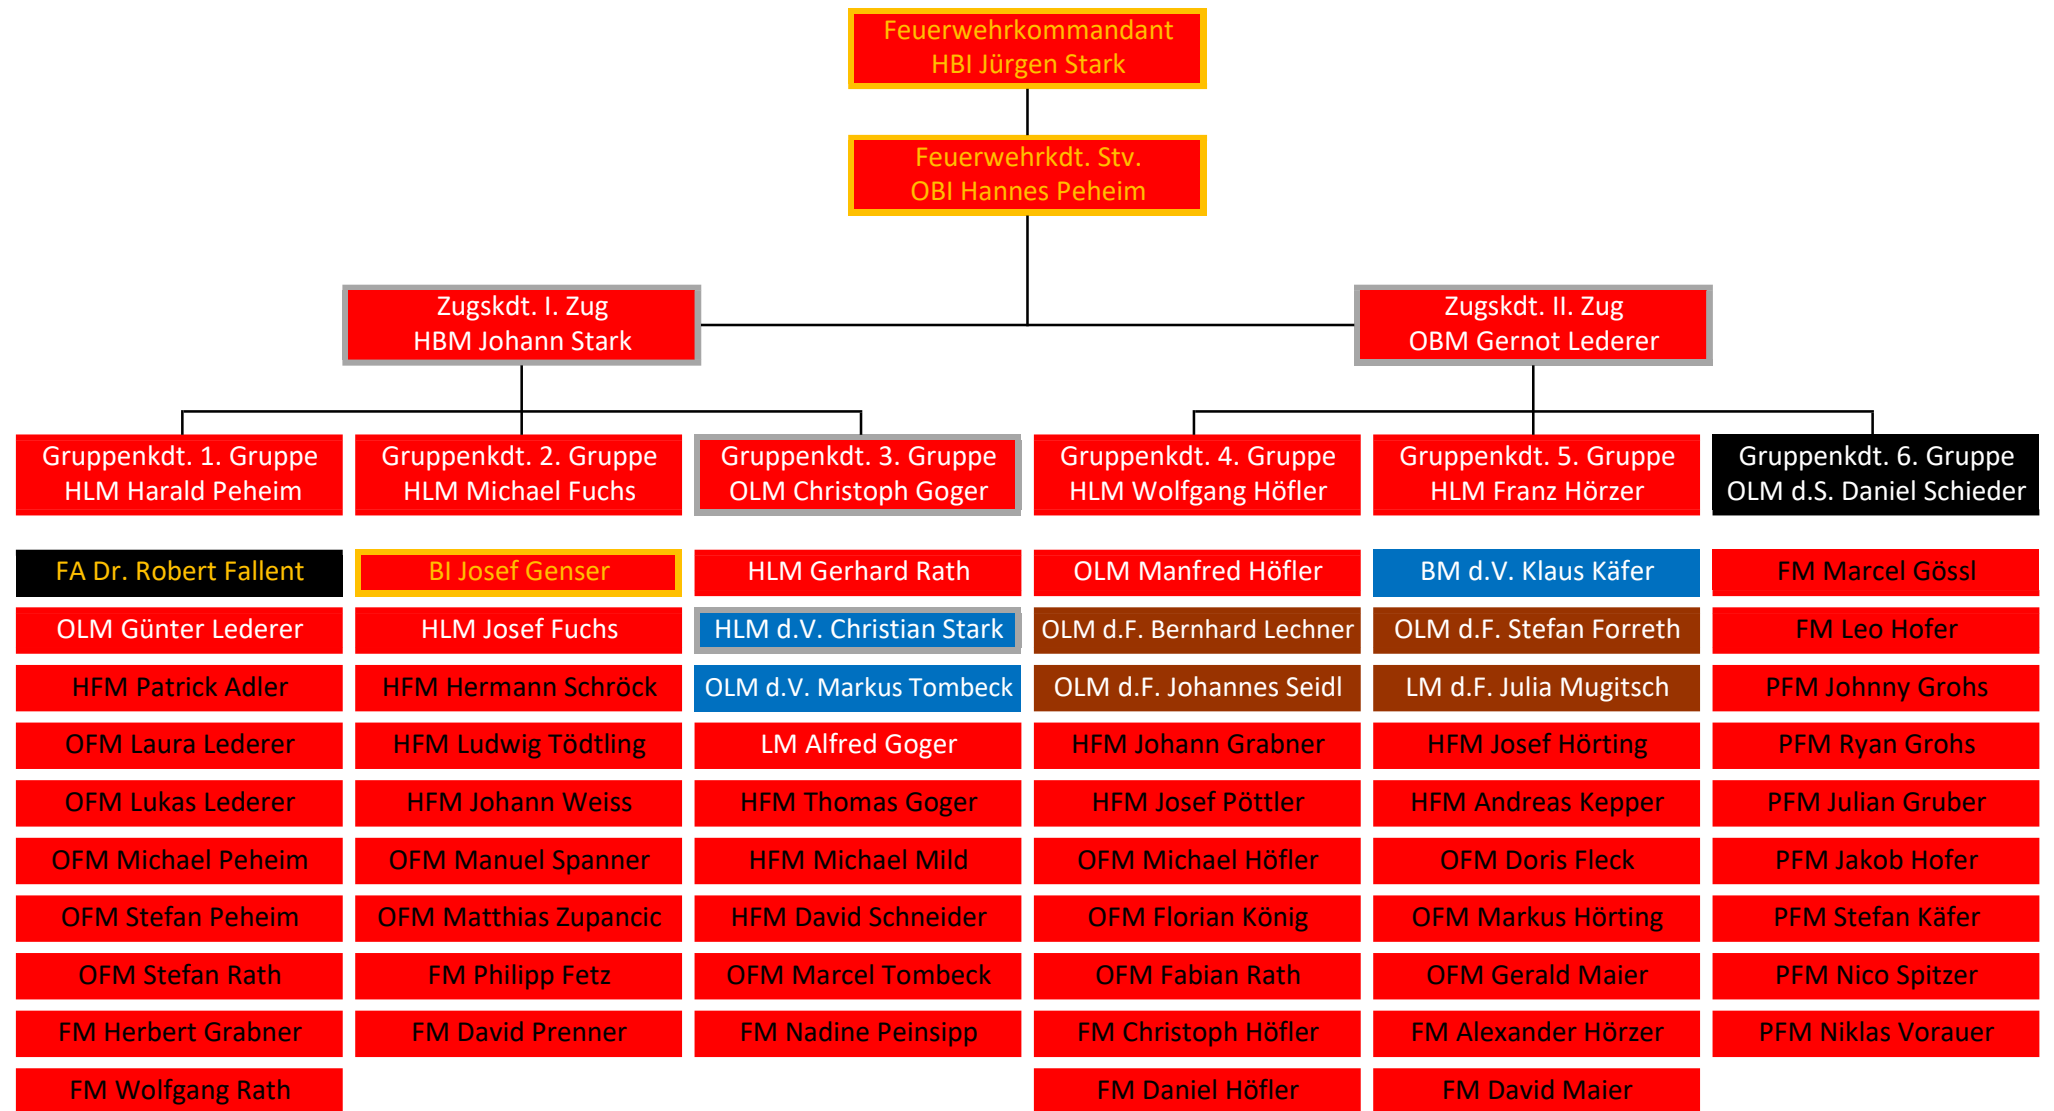 Feuerwehrkommandant
HBI Jürgen Stark
Feuerwehrkdt. Stv.
OBI Hannes Peheim
Zugskdt. I. Zug
HBM Johann Stark
Zugskdt. II. Zug
OBM Gernot Lederer
Gruppenkdt. 1. Gruppe
HLM Harald Peheim
Gruppenkdt. 2. Gruppe
HLM Michael Fuchs
Gruppenkdt. 3. Gruppe
OLM Christoph Goger
Gruppenkdt. 4. Gruppe
HLM Wolfgang Höfler
Gruppenkdt. 5. Gruppe
HLM Franz Hörzer
Gruppenkdt. 6. Gruppe
OLM d.S. Daniel Schieder
FA Dr. Robert Fallent
OLM Günter Lederer
HFM Patrick Adler
OFM Laura Lederer
OFM Lukas Lederer
OFM Michael Peheim
OFM Stefan Peheim
OFM Stefan Rath
FM Herbert Grabner
FM Wolfgang Rath
BI Josef Genser
HLM Josef Fuchs
HFM Hermann Schröck
HFM Ludwig Tödtling
HFM Johann Weiss
OFM Manuel Spanner
OFM Matthias Zupancic
FM Philipp Fetz
FM David Prenner
HLM Gerhard Rath
HLM d.V. Christian Stark
OLM d.V. Markus Tombeck
LM Alfred Goger
HFM Thomas Goger
HFM Michael Mild
HFM David Schneider
OFM Marcel Tombeck
FM Nadine Peinsipp
OLM Manfred Höfler
OLM d.F. Bernhard Lechner
OLM d.F. Johannes Seidl
HFM Johann Grabner
HFM Josef Pöttler
OFM Michael Höfler
OFM Florian König
OFM Fabian Rath
FM Christoph Höfler
FM Daniel Höfler
BM d.V. Klaus Käfer
OLM d.F. Stefan Forreth
LM d.F. Julia Mugitsch
HFM Josef Hörting
HFM Andreas Kepper
OFM Doris Fleck
OFM Markus Hörting
OFM Gerald Maier
FM Alexander Hörzer
FM David Maier
FM Marcel Gössl
FM Leo Hofer
PFM Johnny Grohs
PFM Ryan Grohs
PFM Julian Gruber
PFM Jakob Hofer
PFM Stefan Käfer
PFM Nico Spitzer
PFM Niklas Vorauer